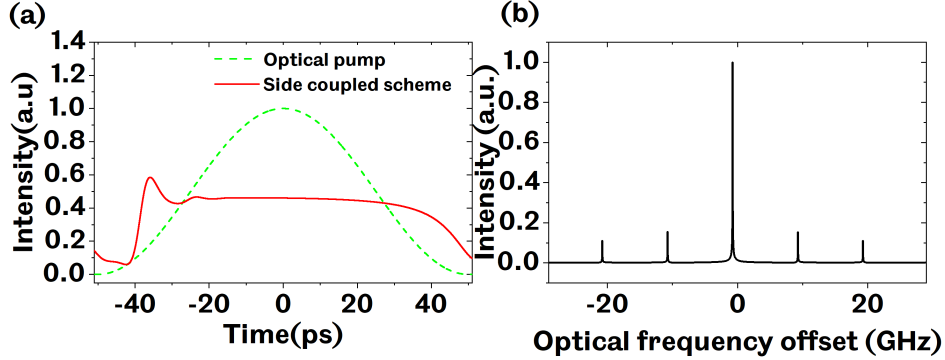 (a)
Intensity(a.u)
1.4
1.2
1.0
0.8
0.6
0.4
0.2
0.0
Optical pump
Side coupled scheme
-40 -20 0 20 40
Time(ps)
(b)
Intensity (a.u.)
1.0
0.8
0.6
0.4
0.2
0.0
-20 0 20
Optical frequency offset (GHz)